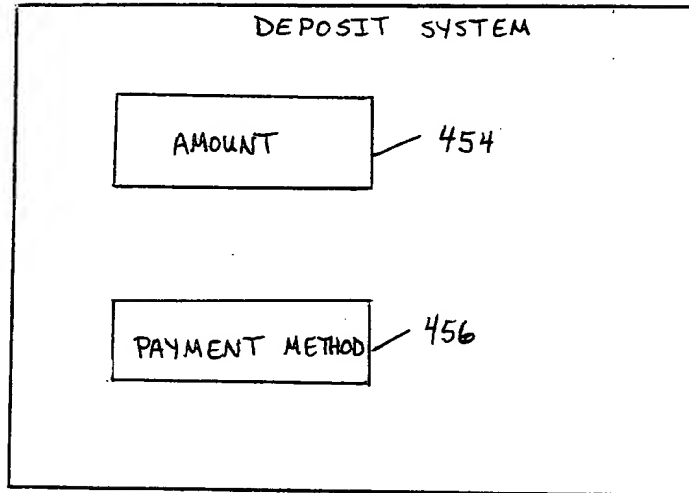 DEPOSIT SYSTEM
AMOUNT
454
PAYMENT METHOD
456